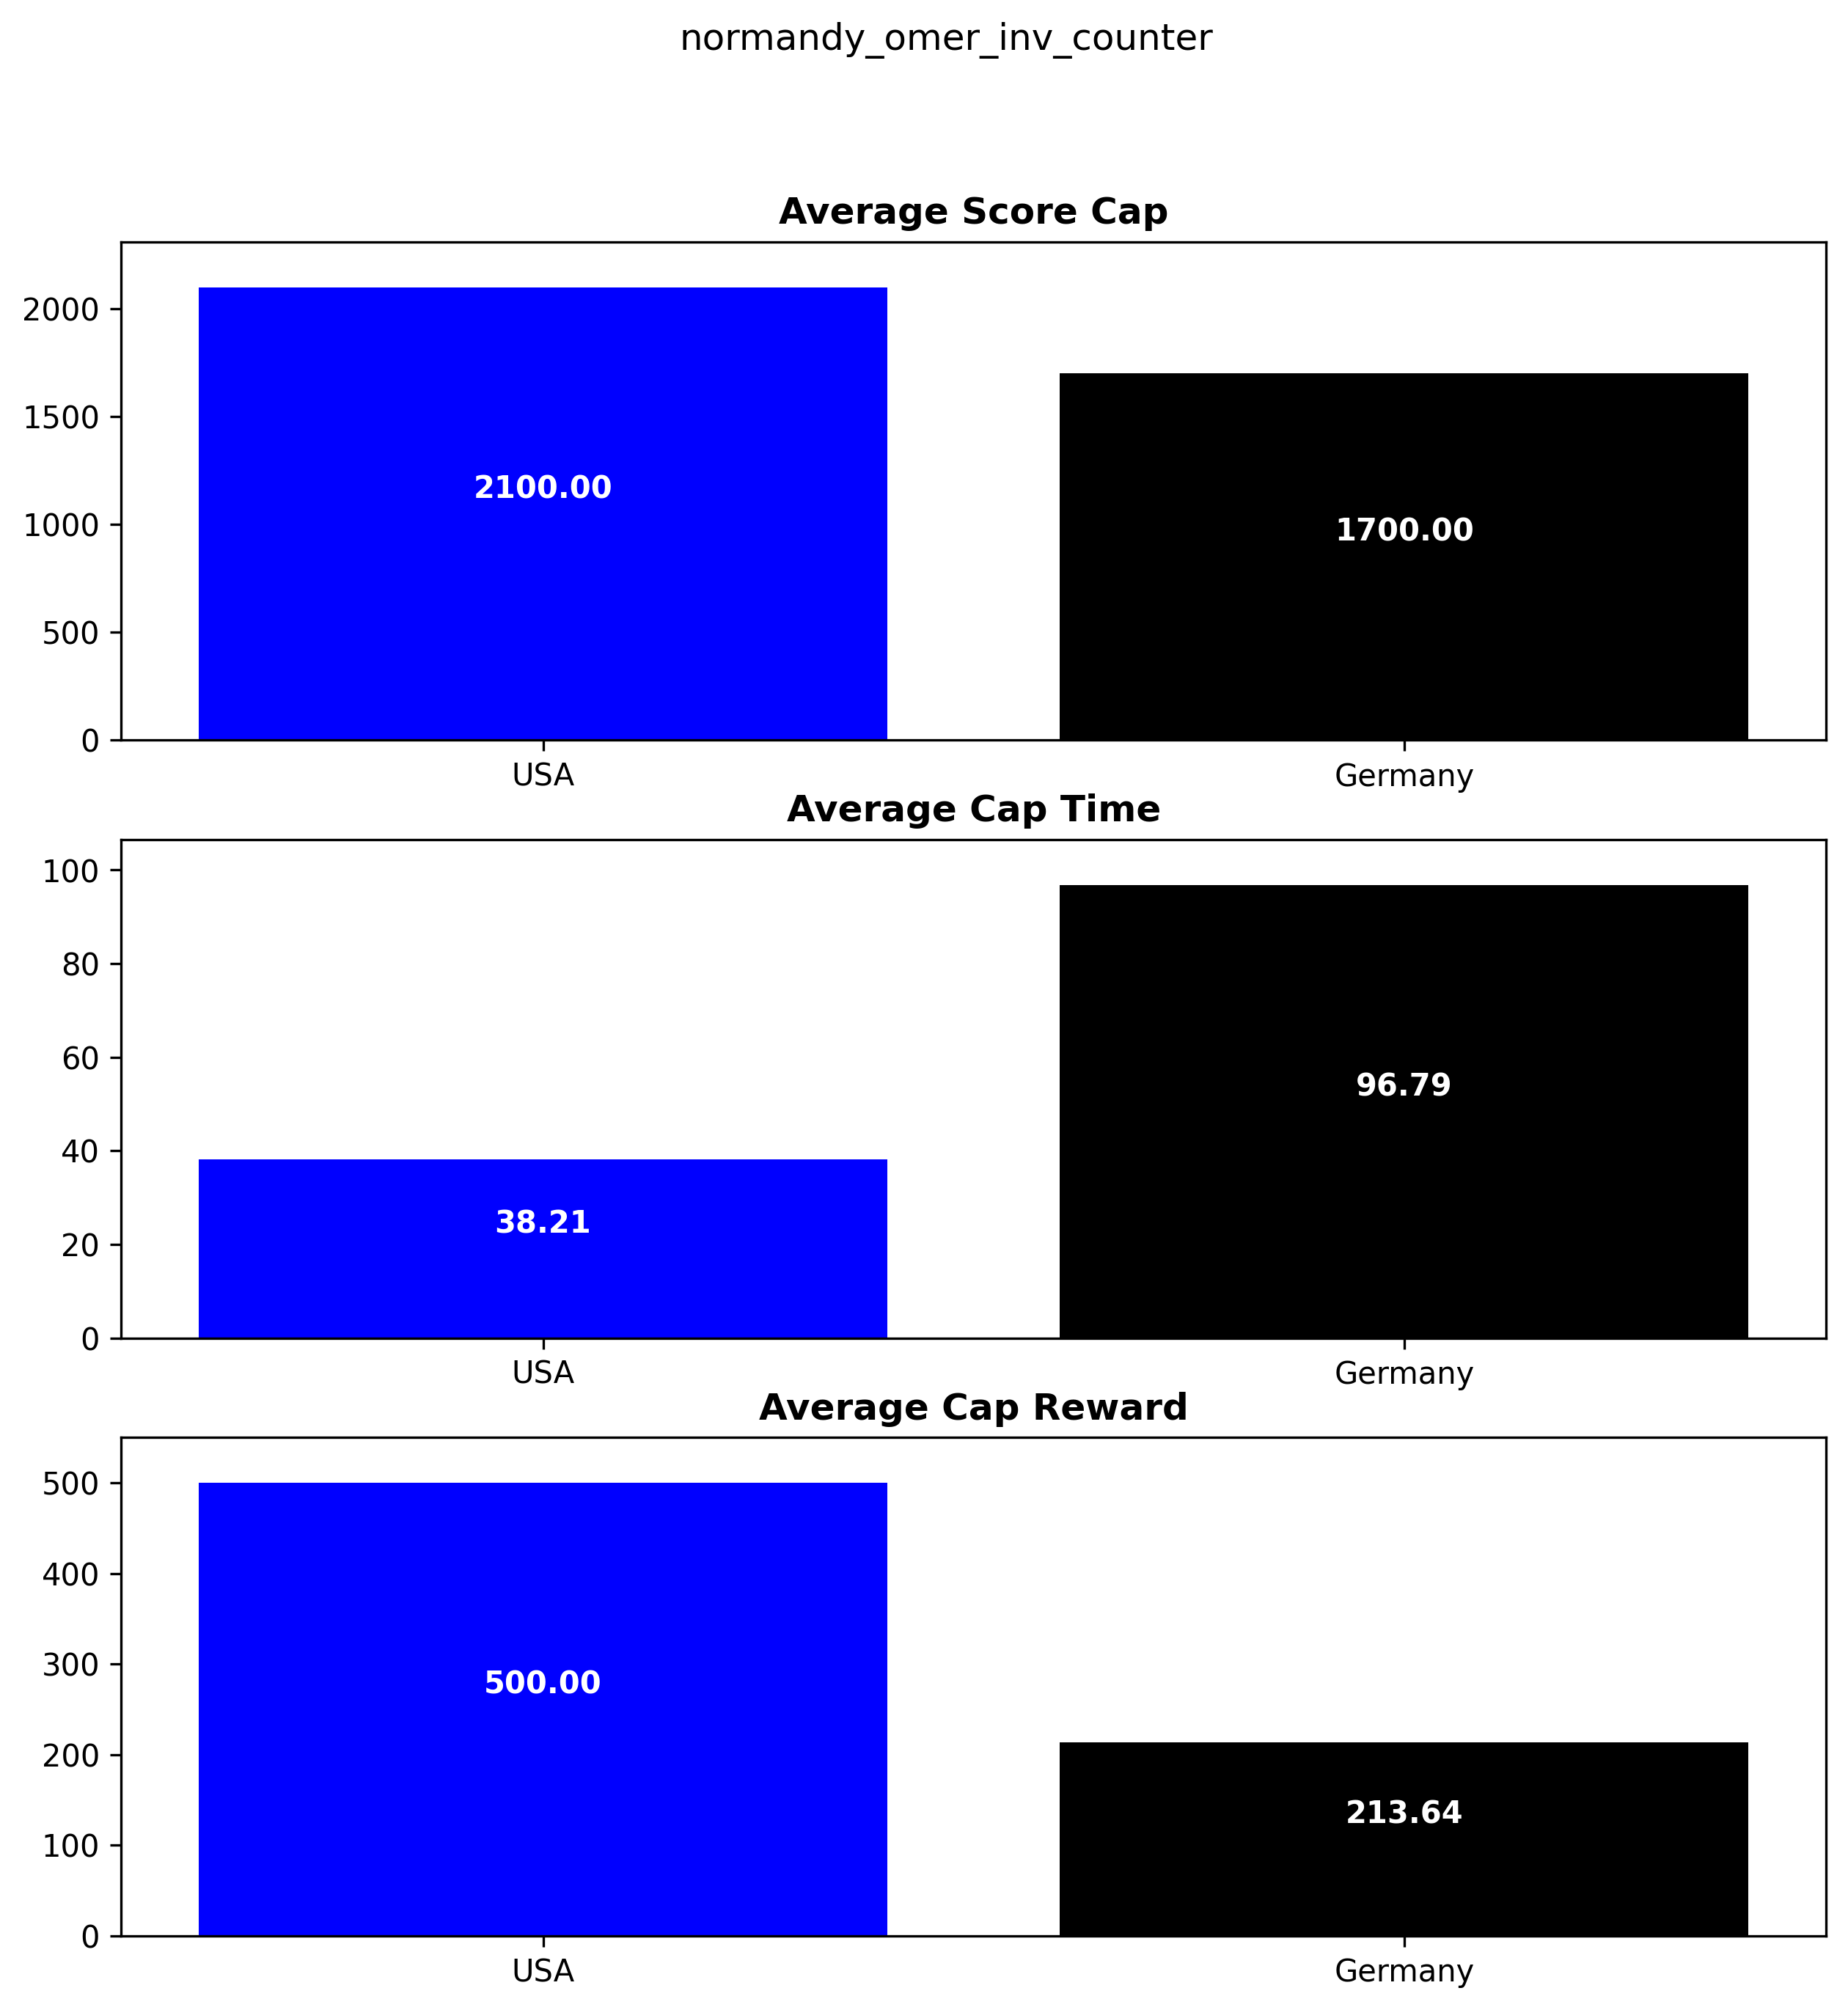 normandy_omer_inv_counter
Average Score Cap
2000
1500
1000
500
0
2100.00
1700.00
USA
Germany
Average Cap Time
100
80
60
40
20
0
96.79
38.21
USA
Germany
Average Cap Reward
500
400
300
200
100
0
500.00
213.64
USA
Germany